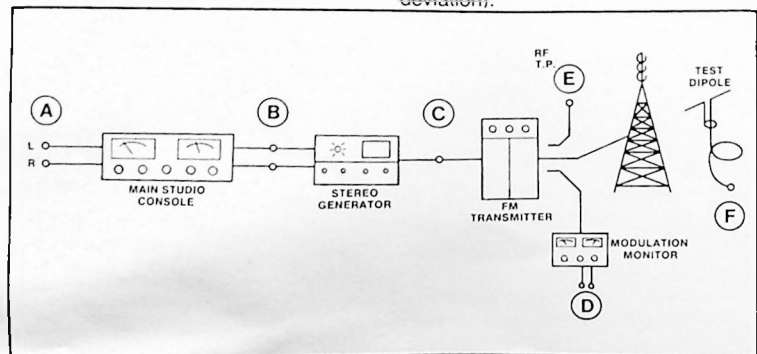 deviation).
RF
T.P.
E
TEST
DIPOLE
A
B
C
L
R
MAIN STUDIO
CONSOLE
STEREO
GENERATOR
FM
TRANSMITTER
F
MODULATION
MONITOR
D